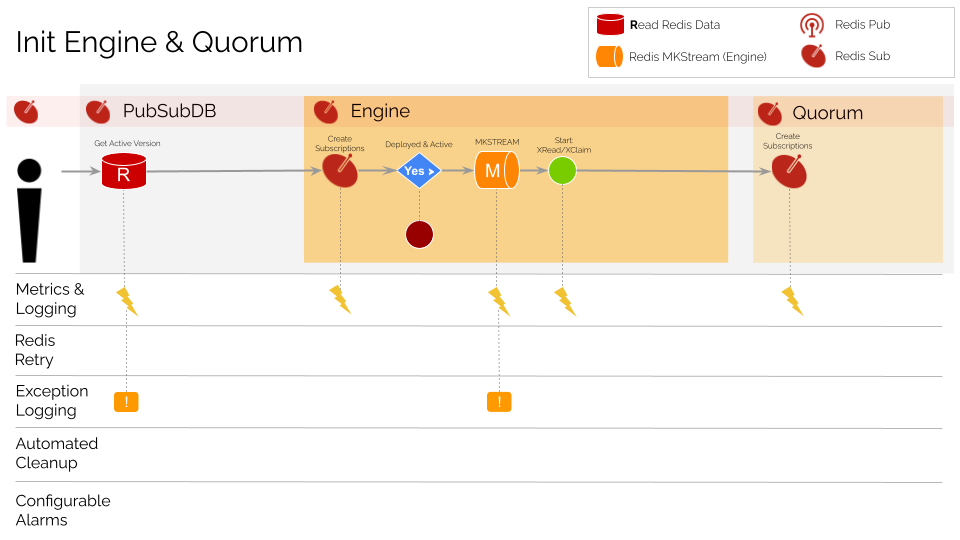 Init Engine & Quorum
Read Redis Data
Redis Pub
Redis MKStream (Engine)
Redis Sub
PubSubDB
Engine
Quorum
Get Active Version
Create
Subscriptions
Deployed & Active
MKSTREAM
Start
XRead/XClaim
Create
Subscriptions
R
Yes >
M
Metrics &
Logging
Redis
Retry
Exception
Logging
!
!
Automated
Cleanup
Configurable
Alarms